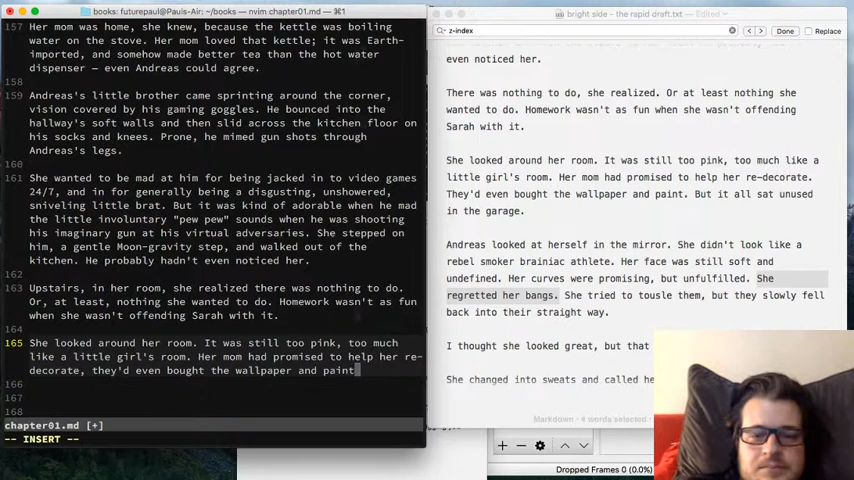 books: futurepaul@Pauls-Air: ~/books — nvim chapter01.md — ⌘1
157 Her mom was home, she knew, because the kettle was boiling
water on the stove. Her mom loved that kettle; it was Earth-
imported, and somehow made better tea than the hot water
dispenser — even Andreas could agree.
158
159 Andreas's little brother came sprinting around the corner,
vision covered by his gaming goggles. He bounced into the
hallway's soft walls and then slid across the kitchen floor on
his socks and knees. Prone, he mimed gun shots through
Andreas's legs.
160
161 She wanted to be mad at him for being jacked in to video games
24/7, and in for generally being a disgusting, unshowered,
sniveling little brat. But it was kind of adorable when he mad
the little involuntary "pew pew" sounds when he was shooting
his imaginary gun at his virtual adversaries. She stepped on
him, a gentle Moon-gravity step, and walked out of the
kitchen. He probably hadn't even noticed her.
162
163 Upstairs, in her room, she realized there was nothing to do.
Or, at least, nothing she wanted to do. Homework wasn't as fun
when she wasn't offending Sarah with it.
164
165 She looked around her room. It was still too pink, too much
like a little girl's room. Her mom had promised to help her re-
decorate, they'd even bought the wallpaper and paint
166
167
168
chapter01.md [+]
-- INSERT --
bright side - the rapid draft.txt — Edited
z-index
Done
Replace
even noticed her.
There was nothing to do, she realized. Or at least nothing she
wanted to do. Homework wasn't as fun when she wasn't offending
Sarah with it.
She looked around her room. It was still too pink, too much like a
little girl's room. Her mom had promised to help her re-decorate.
They'd even bought the wallpaper and paint. But it all sat unused
in the garage.
Andreas looked at herself in the mirror. She didn't look like a
rebel smoker brainiac athlete. Her face was still soft and
undefined. Her curves were promising, but unfulfilled. She
regretted her bangs. She tried to tousle them, but they slowly fell
back into their straight way.
I thought she looked great, but that
She changed into sweats and called he
Markdown — 4 words selected
Dropped Frames 0 (0.0%)